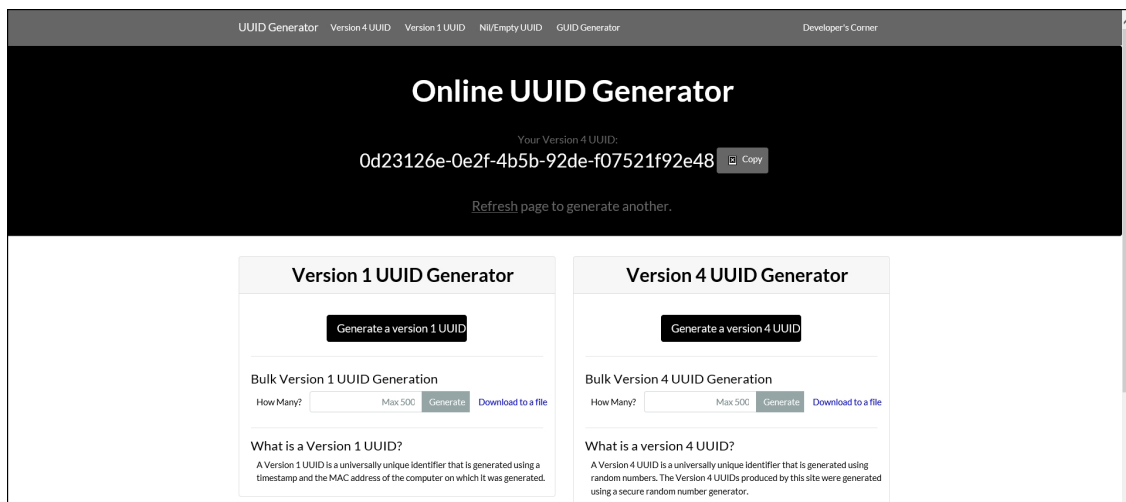 UUID Generator Version 4 UUID Version 1 UUID Nil/Empty UUID GUID Generator Developer's Corner
Online UUID Generator
Your Version 4 UUID:
0d23126e-0e2f-4b5b-92de-f07521f92e48 Copy
Refresh page to generate another.
Version 1 UUID Generator
Generate a version 1 UUID
Bulk Version 1 UUID Generation
How Many? Max 500 Generate Download to a file
What is a Version 1 UUID?
A Version 1 UUID is a universally unique identifier that is generated using a
timestamp and the MAC address of the computer on which it was generated.
Version 4 UUID Generator
Generate a version 4 UUID
Bulk Version 4 UUID Generation
How Many? Max 500 Generate Download to a file
What is a version 4 UUID?
A Version 4 UUID is a universally unique identifier that is generated using
random numbers. The Version 4 UUIDs produced by this site were generated
using a secure random number generator.